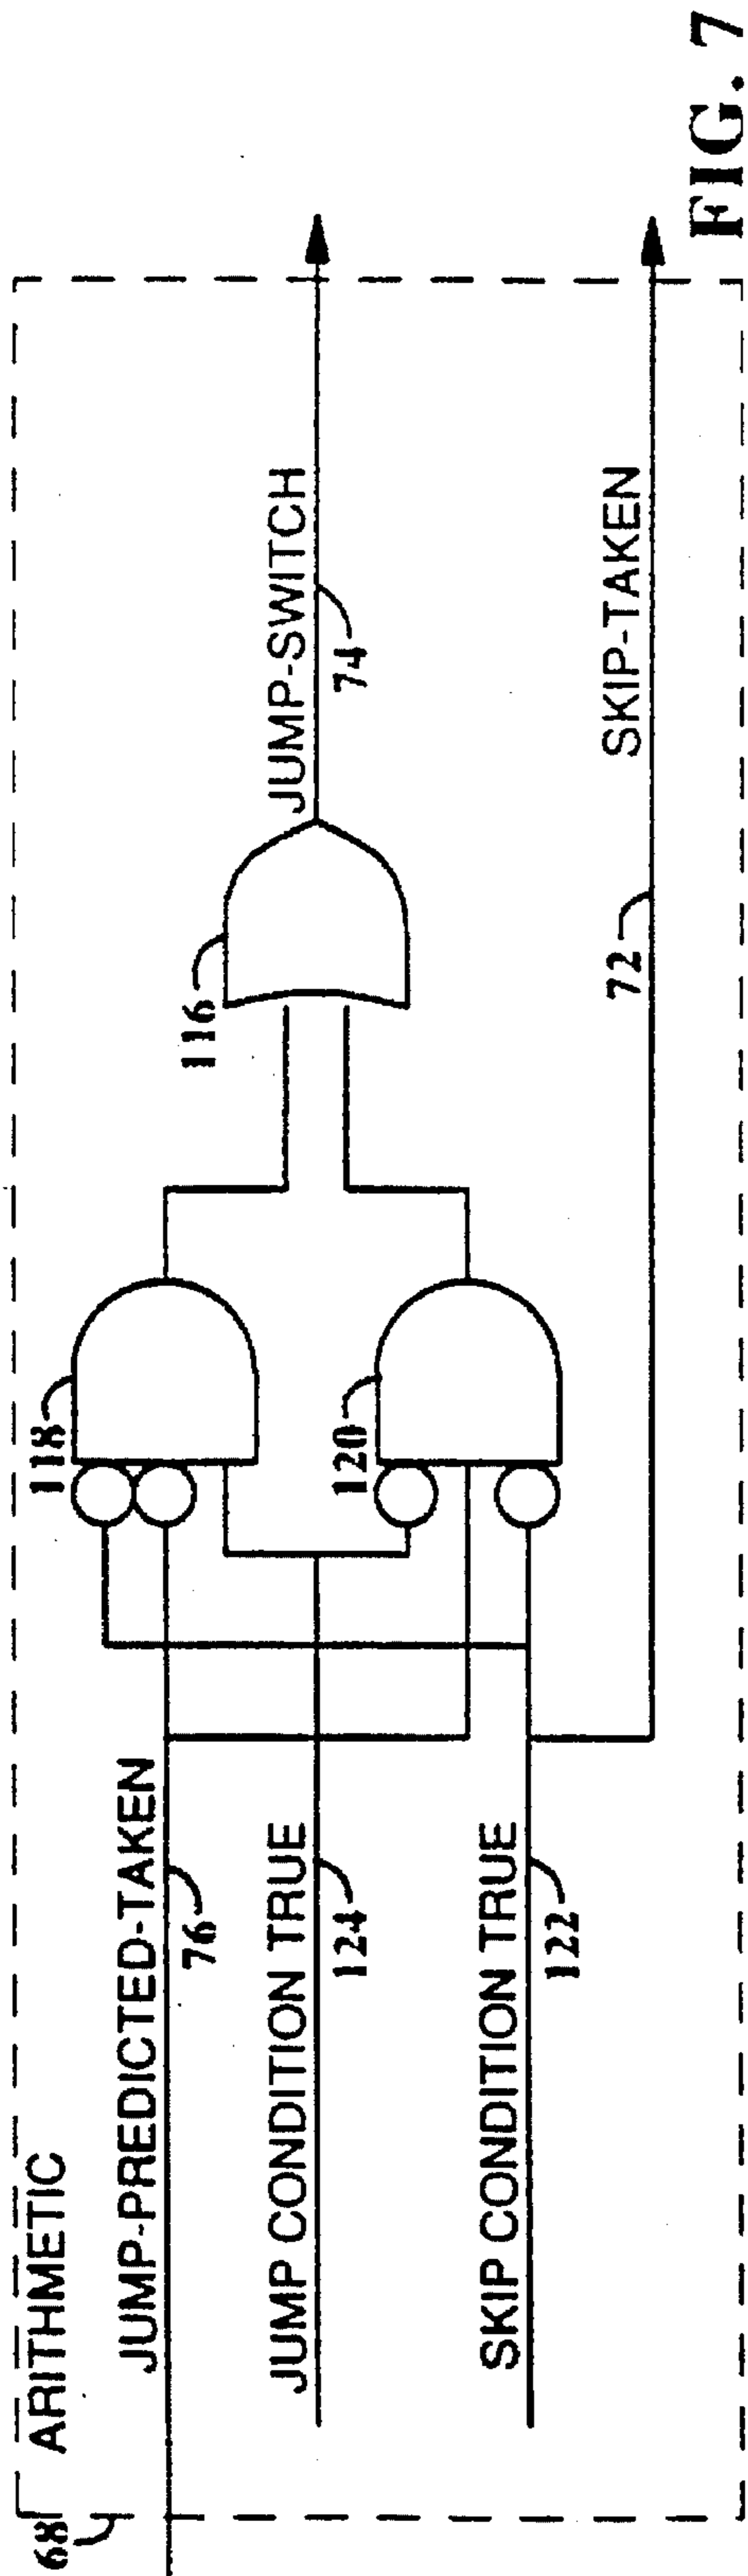 68
ARITHMETIC
JUMP-PREDICTED-TAKEN
76
JUMP CONDITION TRUE
124
SKIP CONDITION TRUE
122
118
120
116
JUMP-SWITCH
74
SKIP-TAKEN
72
FIG. 7